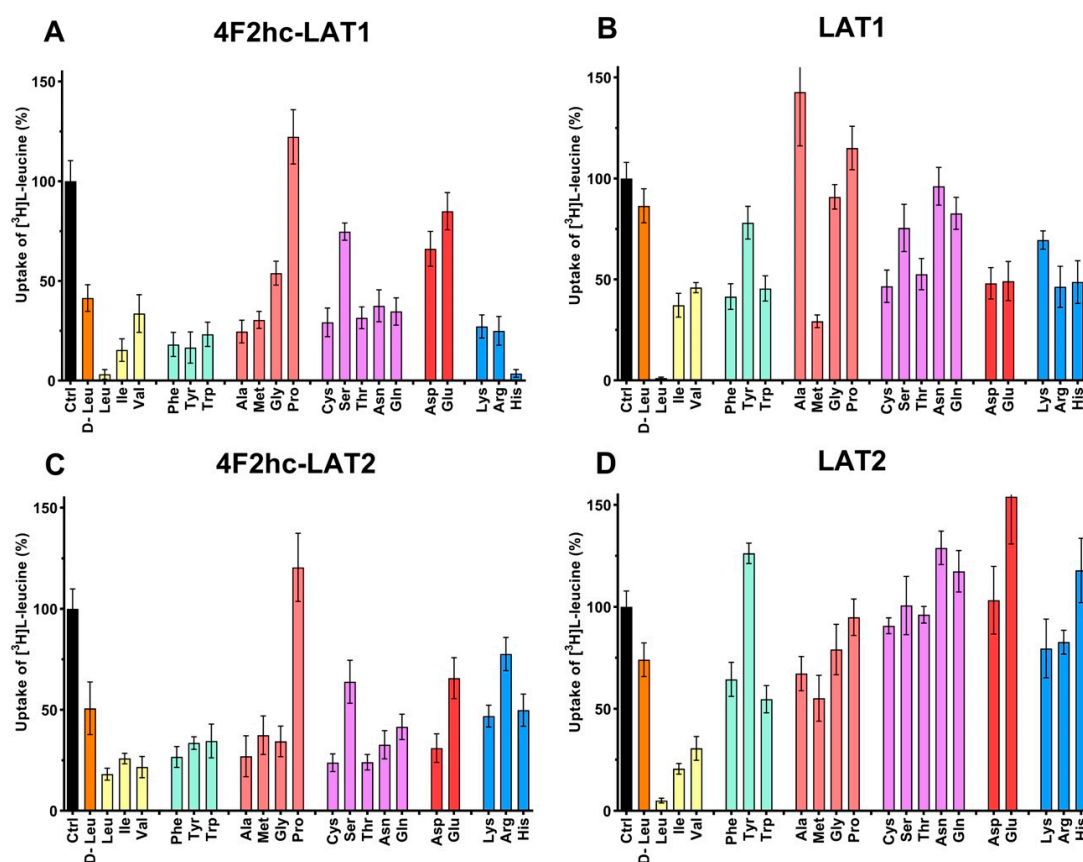 A
4F2hc-LAT1
Uptake of [³H]L-leucine (%)
150
100
50
0
Ctrl
D- Leu
Leu
Ile
Val
Phe
Tyr
Trp
Ala
Met
Gly
Pro
Cys
Ser
Thr
Asn
Gln
Asp
Glu
Lys
Arg
His
B
LAT1
Uptake of [³H]L-leucine (%)
150
100
50
0
Ctrl
D- Leu
Leu
Ile
Val
Phe
Tyr
Trp
Ala
Met
Gly
Pro
Cys
Ser
Thr
Asn
Gln
Asp
Glu
Lys
Arg
His
C
4F2hc-LAT2
Uptake of [³H]L-leucine (%)
150
100
50
0
Ctrl
D- Leu
Leu
Ile
Val
Phe
Tyr
Trp
Ala
Met
Gly
Pro
Cys
Ser
Thr
Asn
Gln
Asp
Glu
Lys
Arg
His
D
LAT2
Uptake of [³H]L-leucine (%)
150
100
50
0
Ctrl
D- Leu
Leu
Ile
Val
Phe
Tyr
Trp
Ala
Met
Gly
Pro
Cys
Ser
Thr
Asn
Gln
Asp
Glu
Lys
Arg
His